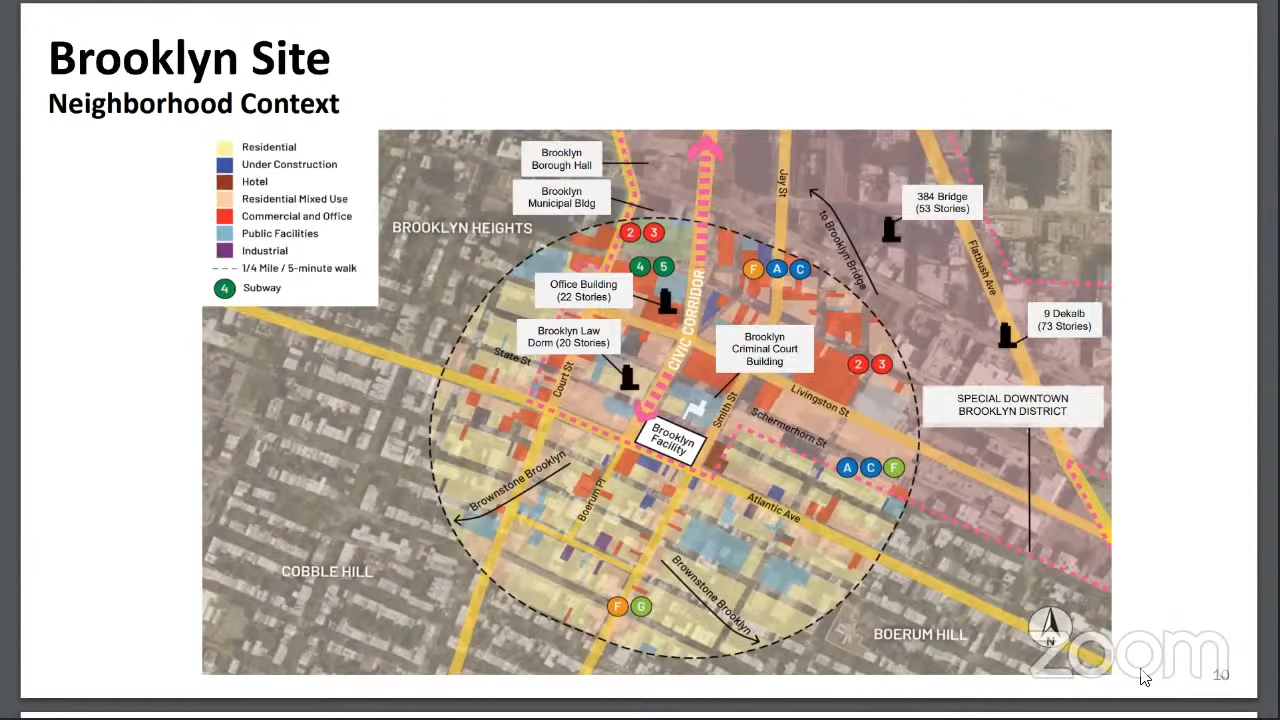 Brooklyn Site
Neighborhood Context
Residential
Under Construction
Hotel
Residential Mixed Use
Commercial and Office
Public Facilities
Industrial
1/4 Mile / 5-minute walk
4 Subway
Brooklyn
Borough Hall
Brooklyn
Municipal Bldg
BROOKLYN HEIGHTS
2 3
4 5
Office Building
(22 Stories)
Brooklyn Law
Dorm (20 Stories)
CIVIC CORRIDOR
Jay St
to Brooklyn Bridge
F A C
384 Bridge
(53 Stories)
Flatbush Ave
9 Dekalb
(73 Stories)
Brooklyn
Criminal Court
Building
2 3
SPECIAL DOWNTOWN
BROOKLYN DISTRICT
State St
Court St
Smith St
Livingston St
Schermerhorn St
Brooklyn
Facility
A C F
Brownstone Brooklyn
Boerum Pl
Atlantic Ave
COBBLE HILL
Brownstone Brooklyn
F G
BOERUM HILL
N
zoom
10